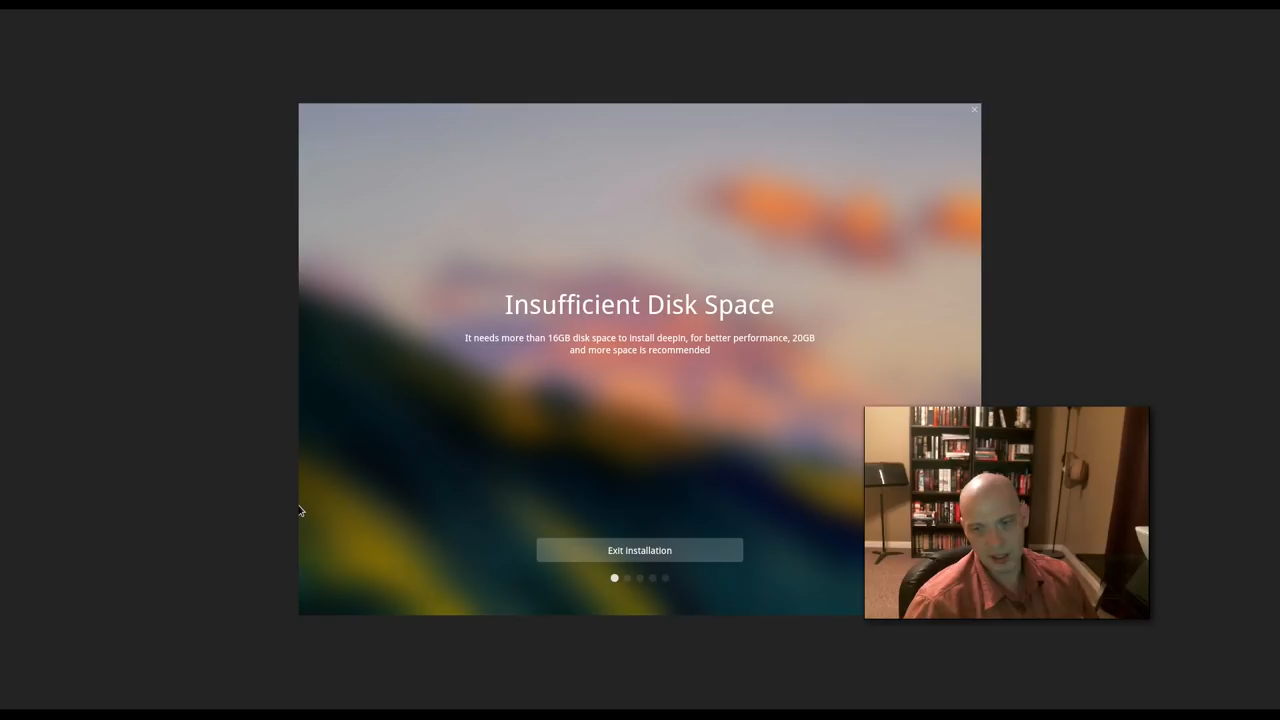 Insufficient Disk Space
It needs more than 16GB disk space to install deepin, for better performance, 20GB
and more space is recommended
Exit installation